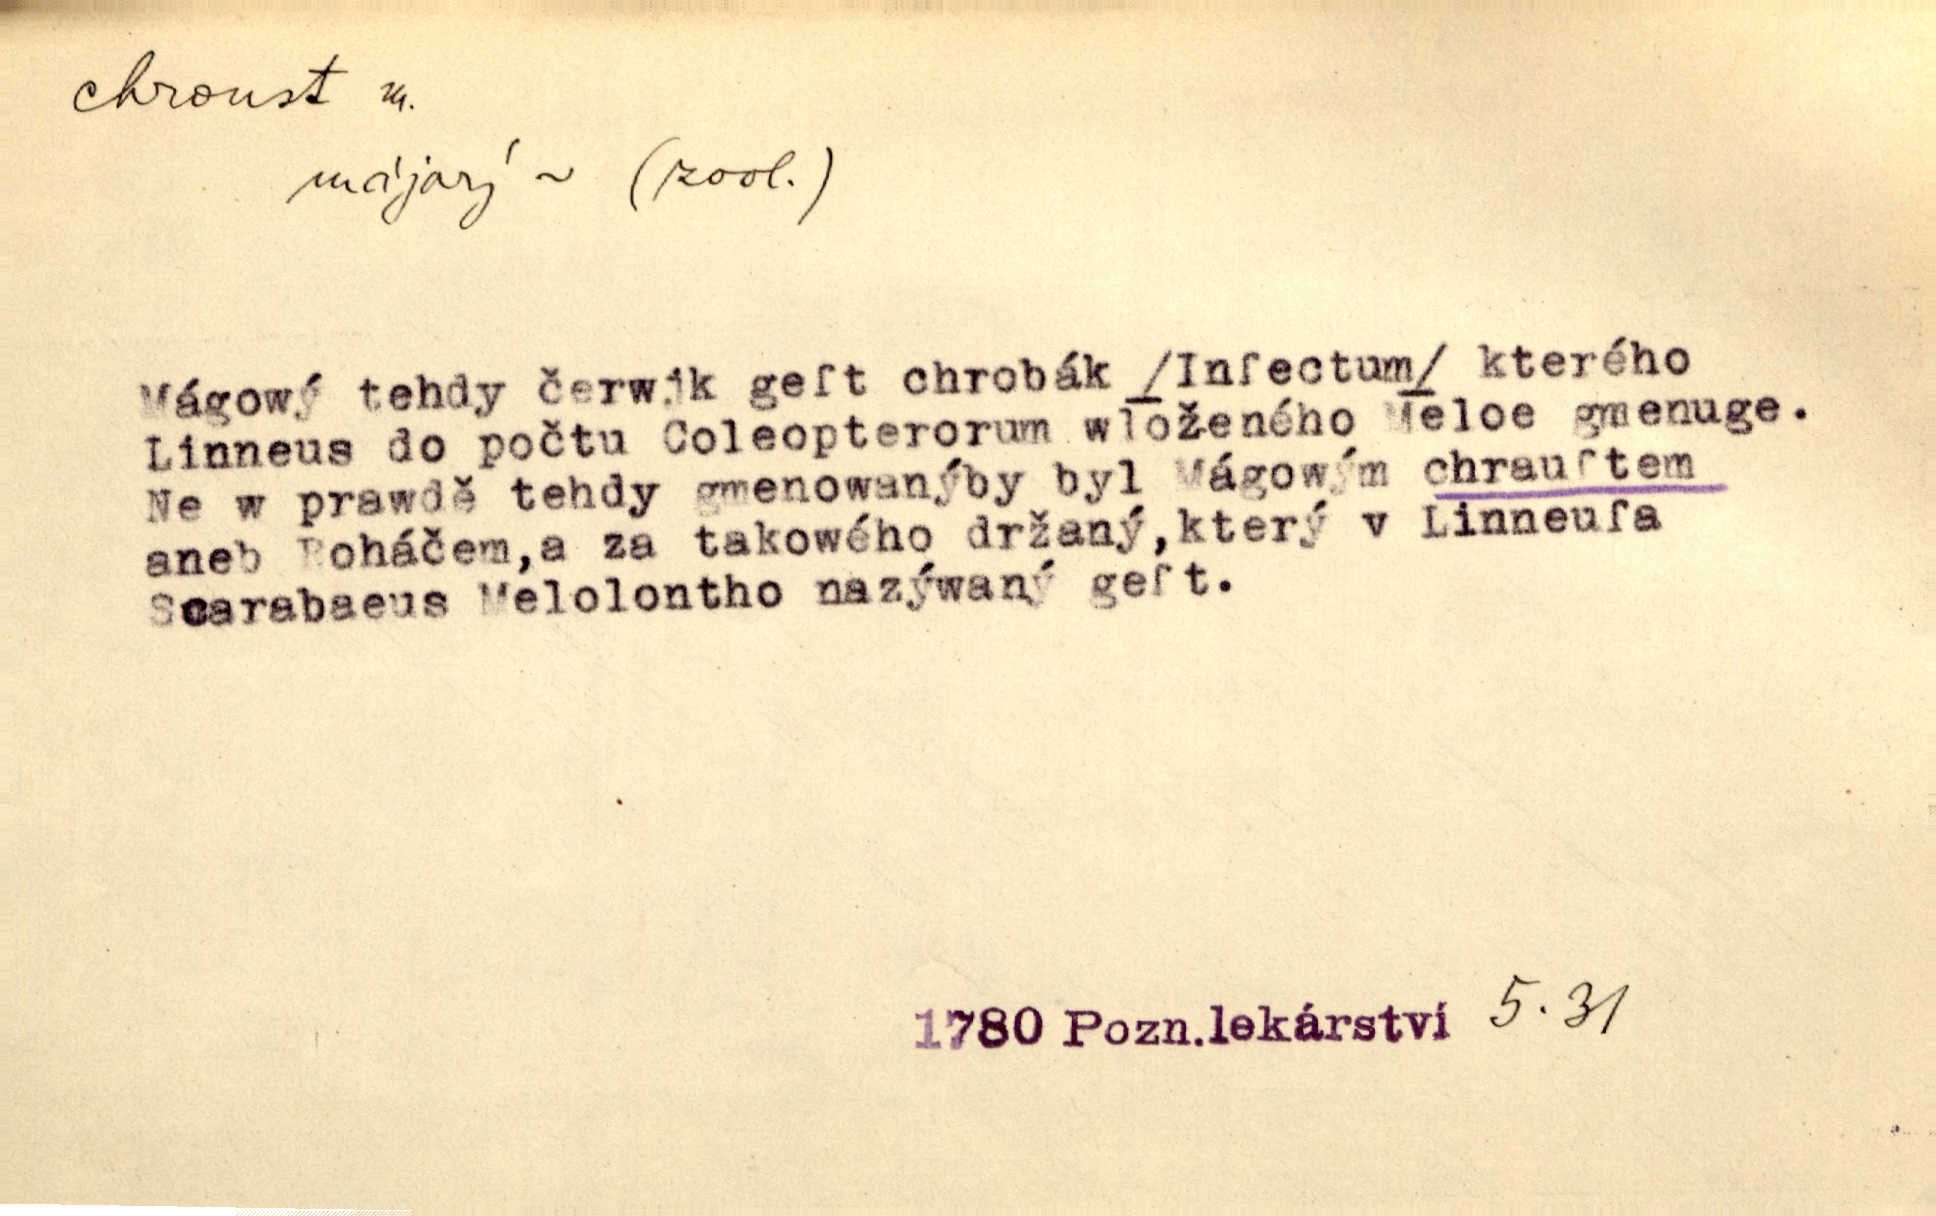 chroust m.
májový ~ (zool.)
Mágowý tehdy čerwjk geſt chrobák /Inſectum/ kterého
Linneus do počtu Coleopterorum wloženého Meloe gmenuge.
Ne w prawdě tehdy gmenowanýby byl Mágowým chrauſtem
aneb Roháčem,a za takowého držaný,který v Linneuſa
Scarabaeus Melolontho nazýwaný geſt.
1780 Pozn.lekárství 5.31